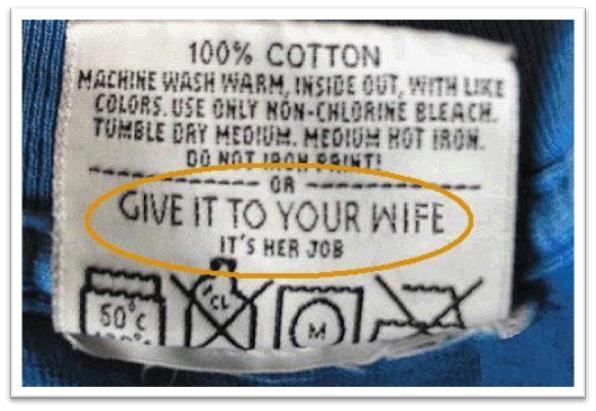 100% COTTON
MACHINE WASH WARM, INSIDE OUT, WITH LIKE
COLORS. USE ONLY NON-CHLORINE BLEACH.
TUMBLE DRY MEDIUM. MEDIUM HOT IRON.
DO NOT IRON PRINT!
OR
GIVE IT TO YOUR WIFE
IT'S HER JOB
50°C CL M